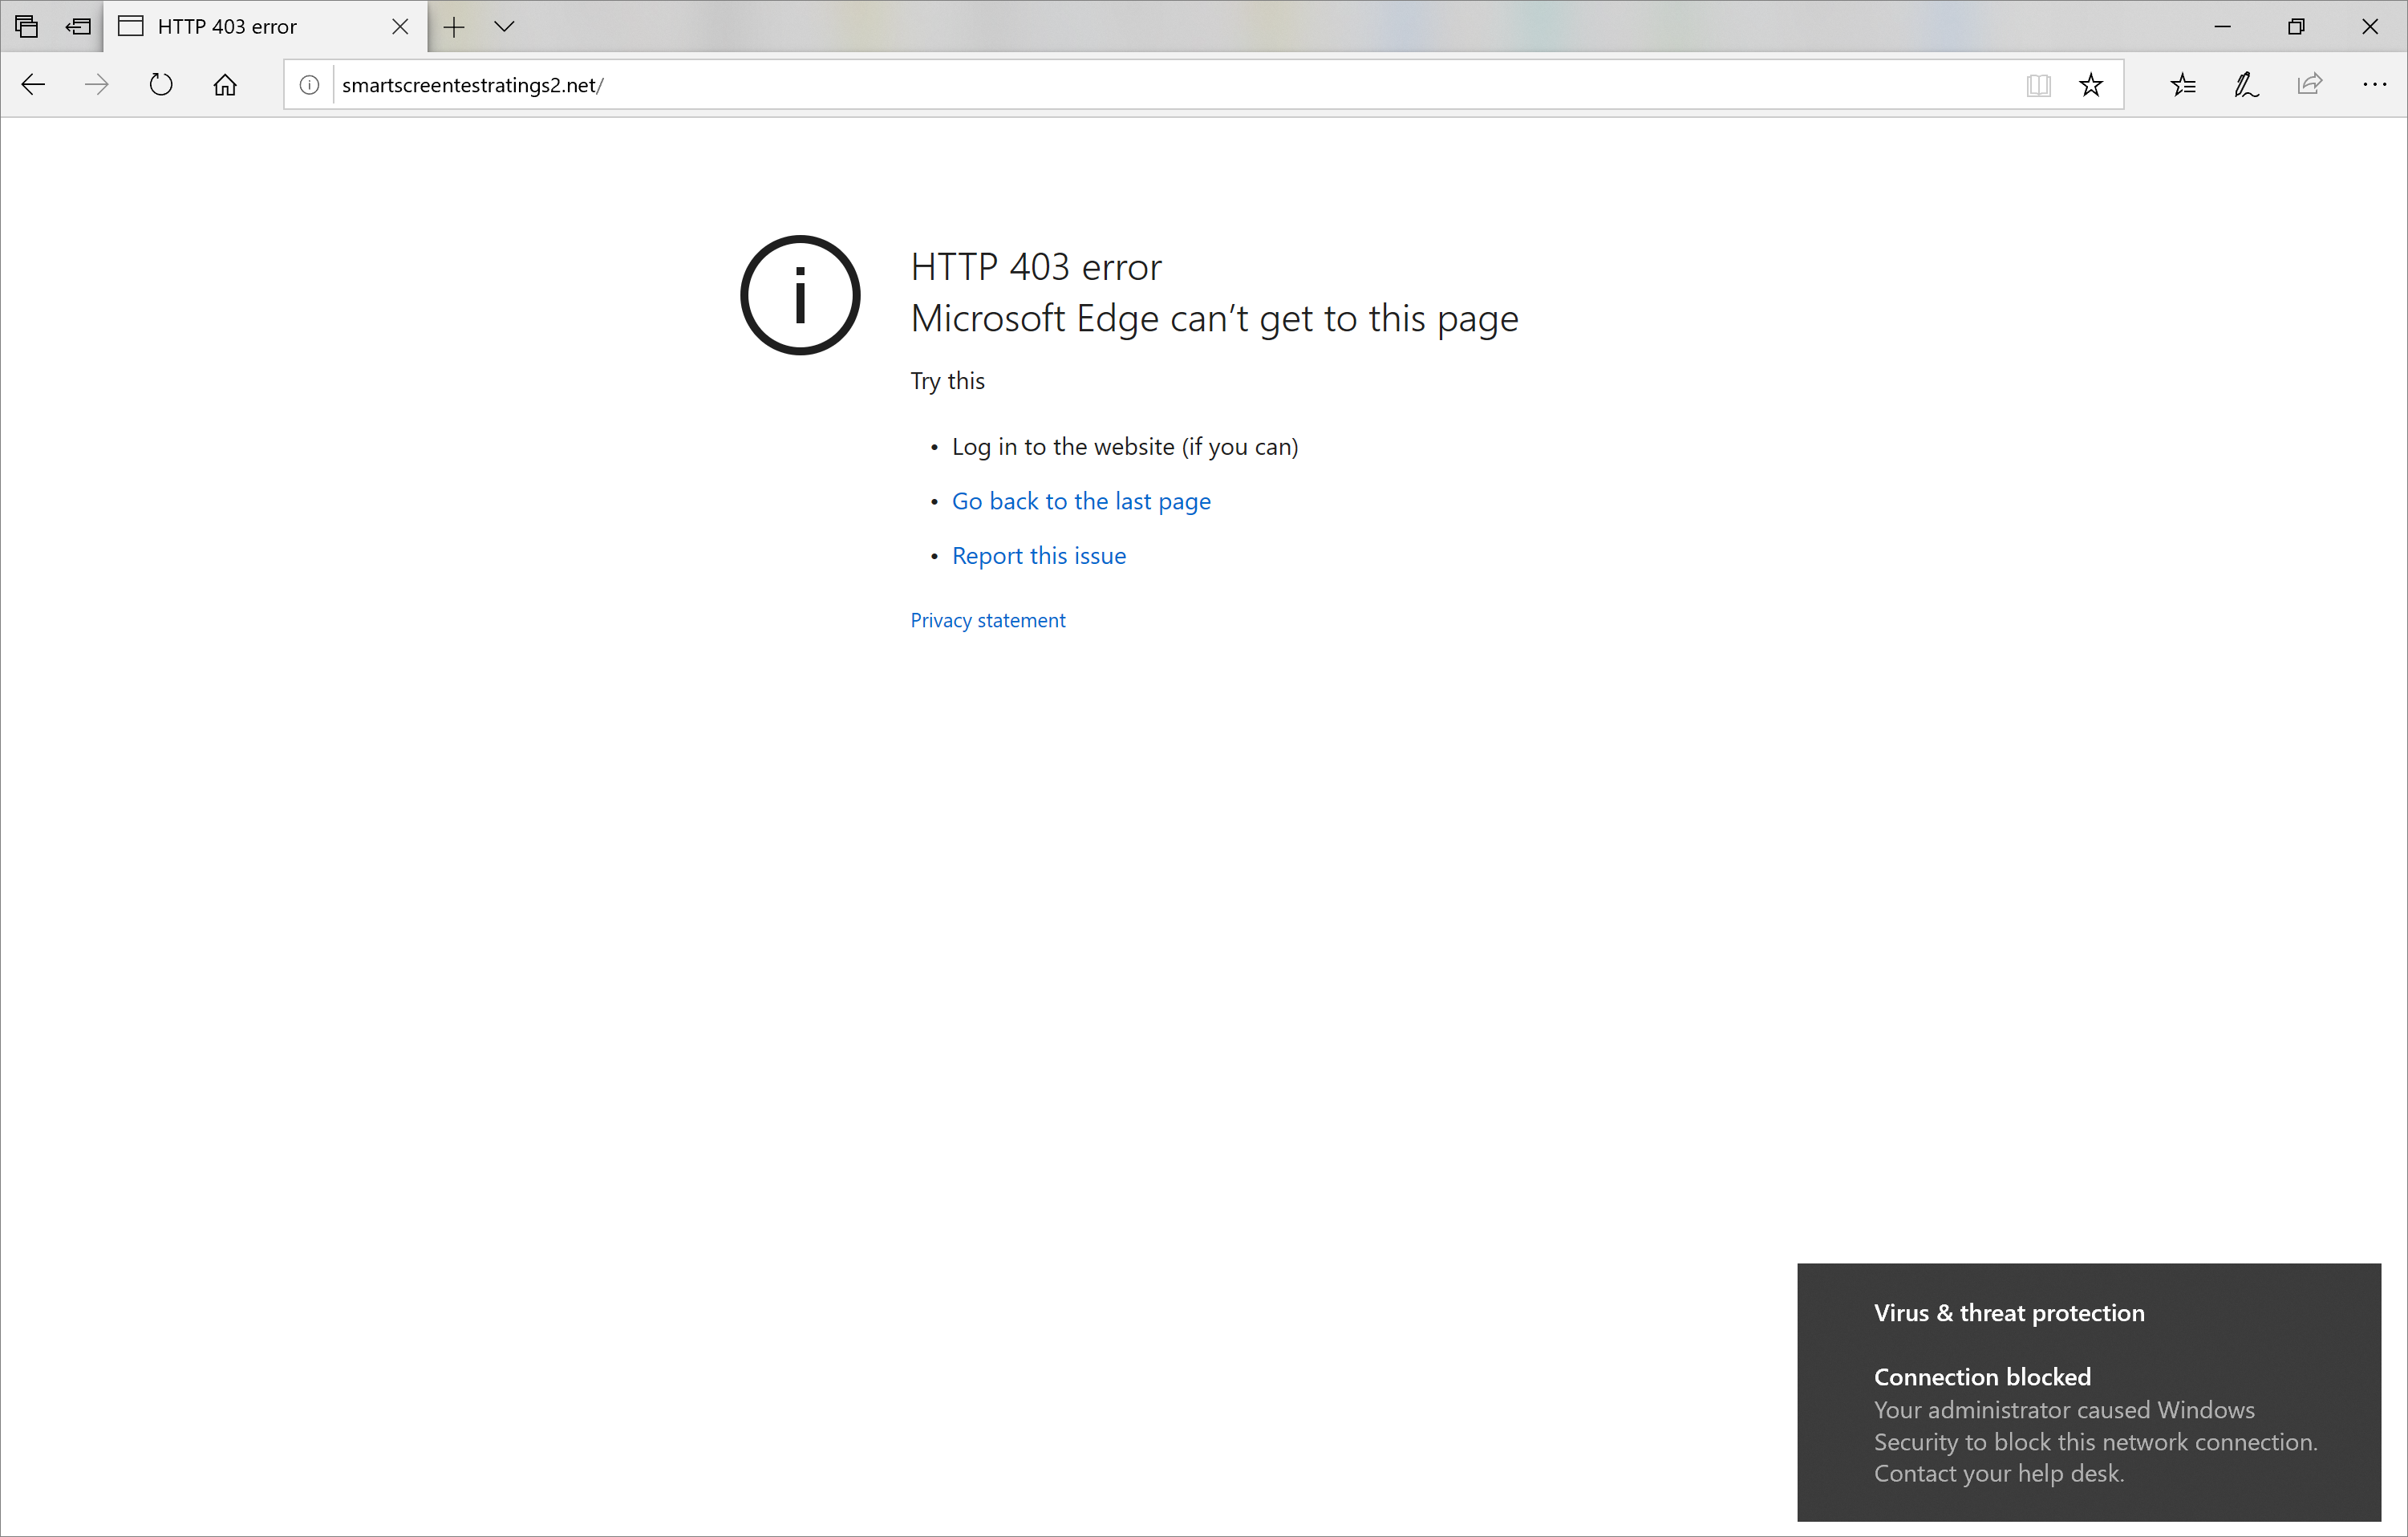 HTTP 403 error
smartscreentestratings2.net/
HTTP 403 error
Microsoft Edge can’t get to this page
Try this
• Log in to the website (if you can)
• Go back to the last page
• Report this issue
Privacy statement
Virus & threat protection
Connection blocked
Your administrator caused Windows
Security to block this network connection.
Contact your help desk.